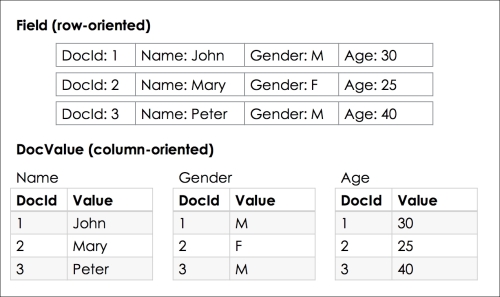 Field (row-oriented)
DocId: 1 Name: John Gender: M Age: 30
DocId: 2 Name: Mary Gender: F Age: 25
DocId: 3 Name: Peter Gender: M Age: 40
DocValue (column-oriented)
Name Gender Age
DocId Value DocId Value DocId Value
1 John 1 M 1 30
2 Mary 2 F 2 25
3 Peter 3 M 3 40